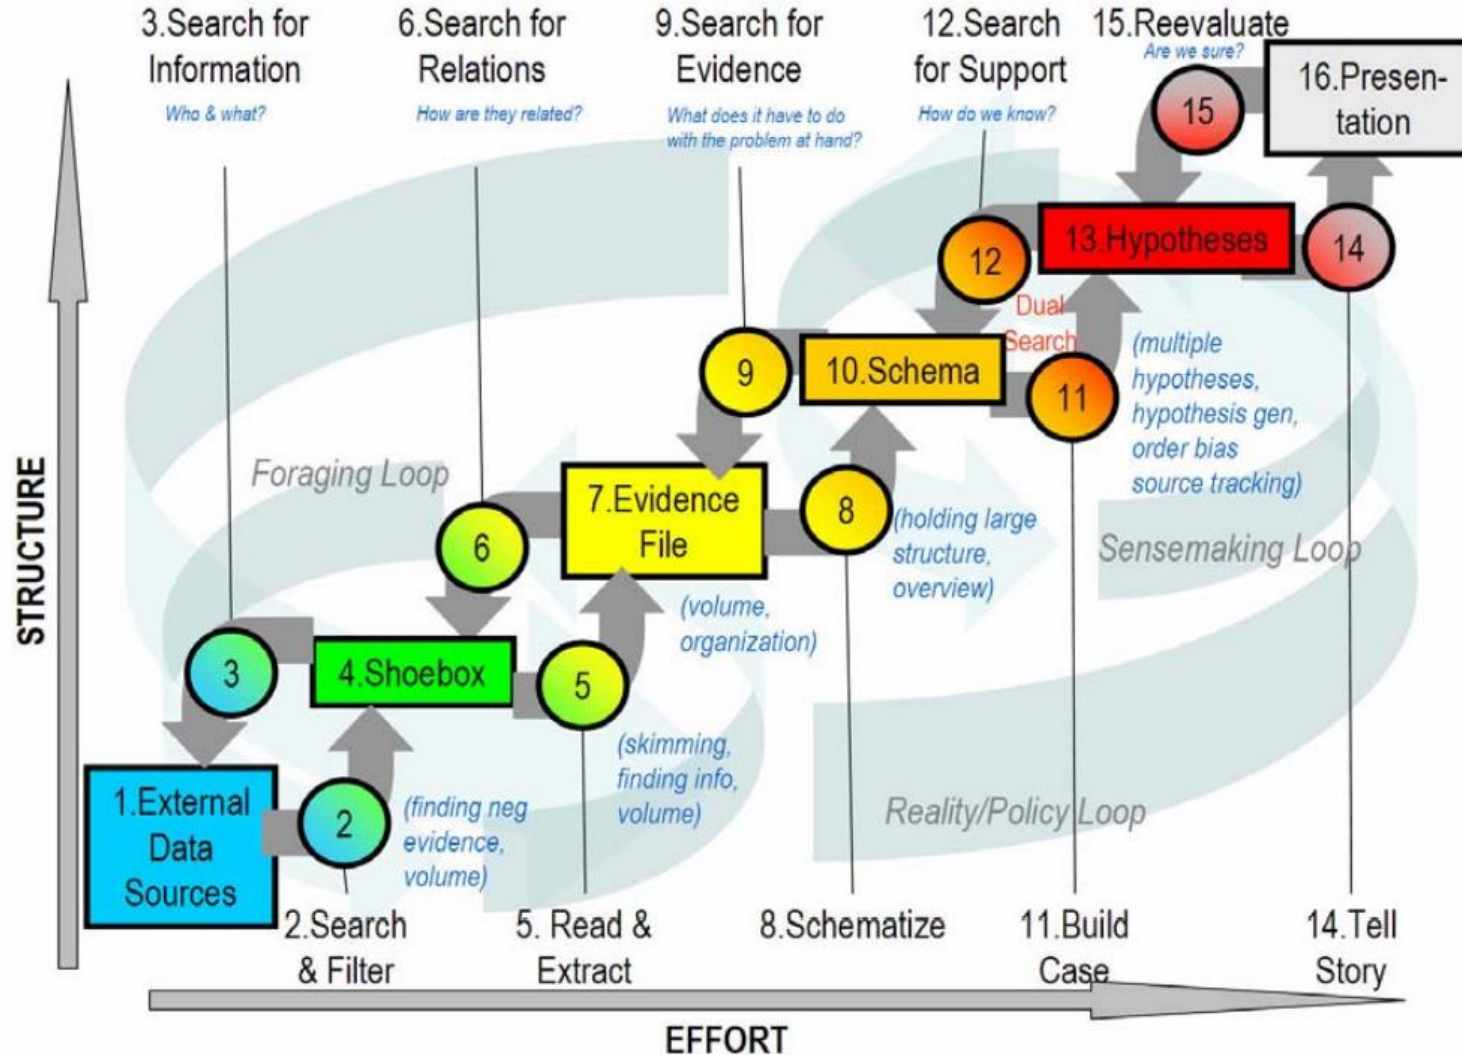 3.Search for
Information
Who & what?
6.Search for
Relations
How are they related?
9.Search for
Evidence
What does it have to do
with the problem at hand?
12.Search
for Support
How do we know?
15.Reevaluate
Are we sure?
15
16.Presen-
tation
12
13.Hypotheses
14
Dual
Search
9
10.Schema
11
(multiple
hypotheses,
hypothesis gen,
order bias
source tracking)
Foraging Loop
6
7.Evidence
File
8
(holding large
structure,
overview)
Sensemaking Loop
(volume,
organization)
3
4.Shoebox
5
(skimming,
finding info,
volume)
1.External
Data
Sources
2
(finding neg
evidence,
volume)
Reality/Policy Loop
2.Search
& Filter
5. Read &
Extract
8.Schematize
11.Build
Case
14.Tell
Story
STRUCTURE
EFFORT